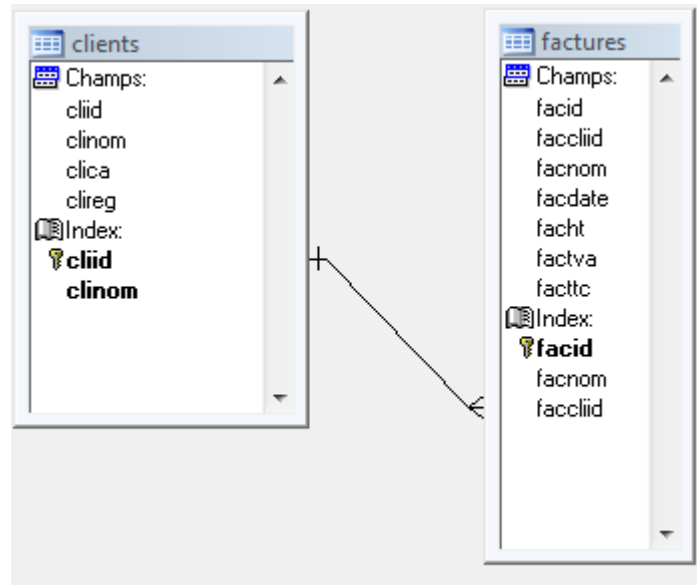 clients
Champs:
cliid
clinom
clica
clireg
Index:
cliid
clinom
factures
Champs:
facid
faccliid
facnom
facdate
facht
factva
facttc
Index:
facid
facnom
faccliid